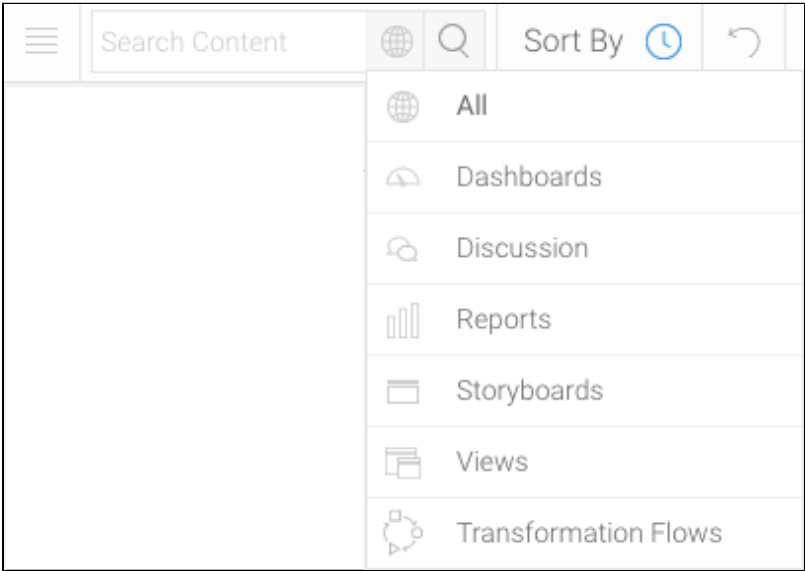 Search Content
Sort By
All
Dashboards
Discussion
Reports
Storyboards
Views
Transformation Flows